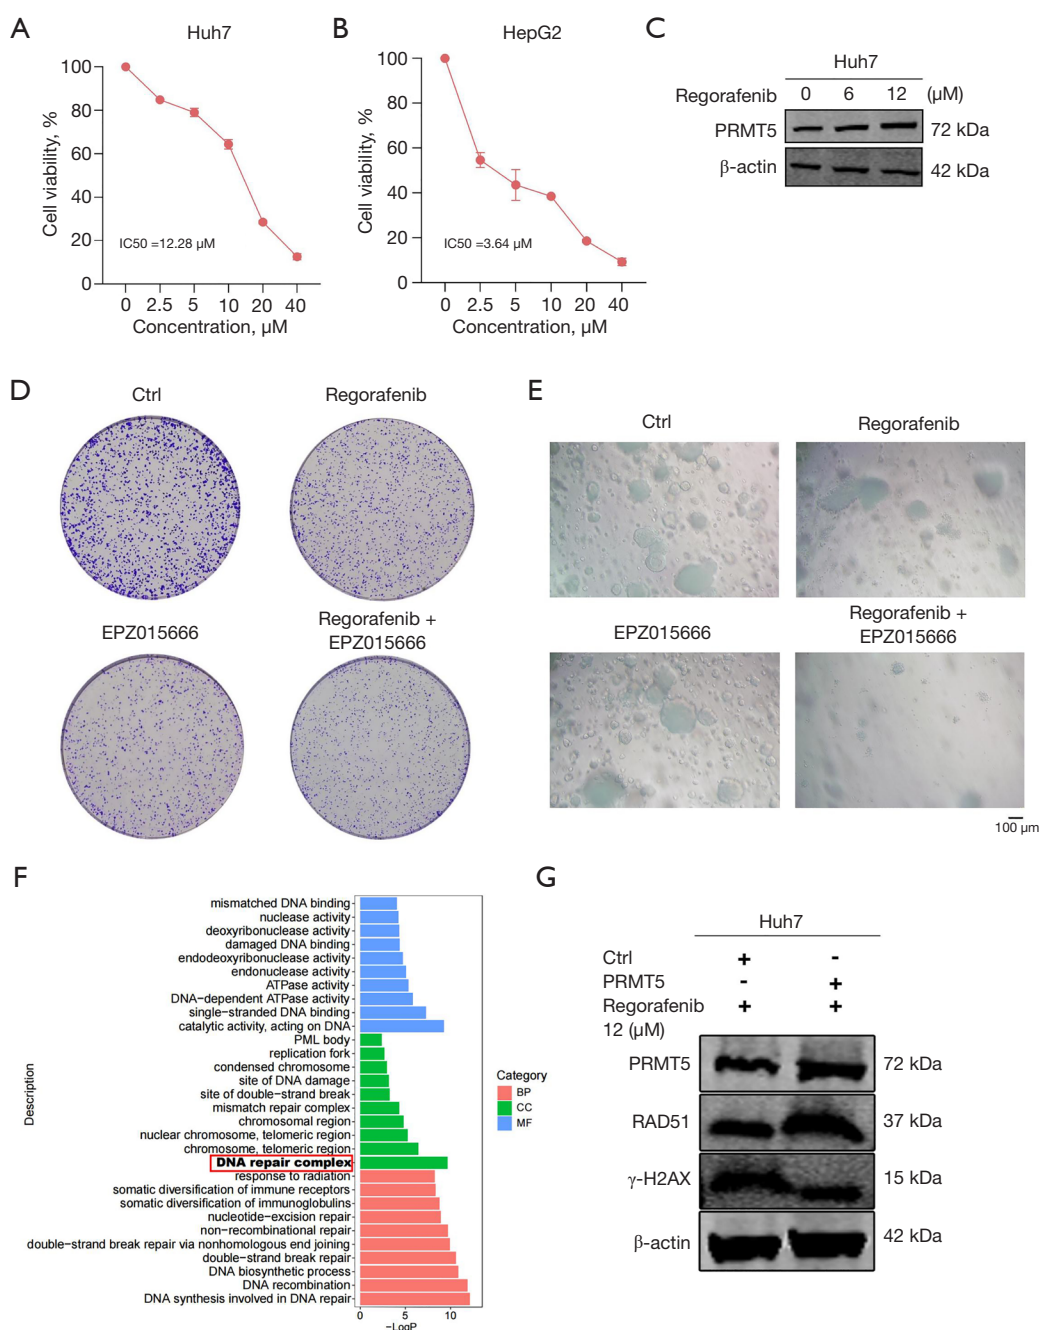 A
Huh7
Cell viability, %
100
80
60
40
20
0
IC50 =12.28 µM
0 2.5 5 10 20 40
Concentration, µM
B
HepG2
Cell viability, %
100
80
60
40
20
0
IC50 =3.64 µM
0 2.5 5 10 20 40
Concentration, µM
C
Huh7
Regorafenib 0 6 12 (µM)
PRMT5 72 kDa
β-actin 42 kDa
D
Ctrl
Regorafenib
EPZ015666
Regorafenib +
EPZ015666
E
Ctrl
Regorafenib
EPZ015666
Regorafenib +
EPZ015666
100 µm
F
Description
mismatched DNA binding
nuclease activity
deoxyribonuclease activity
damaged DNA binding
endodeoxyribonuclease activity
endonuclease activity
ATPase activity
DNA−dependent ATPase activity
single−stranded DNA binding
catalytic activity, acting on DNA
PML body
replication fork
condensed chromosome
site of DNA damage
site of double−strand break
mismatch repair complex
chromosomal region
nuclear chromosome, telomeric region
chromosome, telomeric region
DNA repair complex
response to radiation
somatic diversification of immune receptors
somatic diversification of immunoglobulins
nucleotide−excision repair
non−recombinational repair
double−strand break repair via nonhomologous end joining
double−strand break repair
DNA biosynthetic process
DNA recombination
DNA synthesis involved in DNA repair
0 5 10
−LogP
Category
BP
CC
MF
G
Huh7
Ctrl + -
PRMT5 - +
Regorafenib + +
12 (µM)
PRMT5 72 kDa
RAD51 37 kDa
γ-H2AX 15 kDa
β-actin 42 kDa